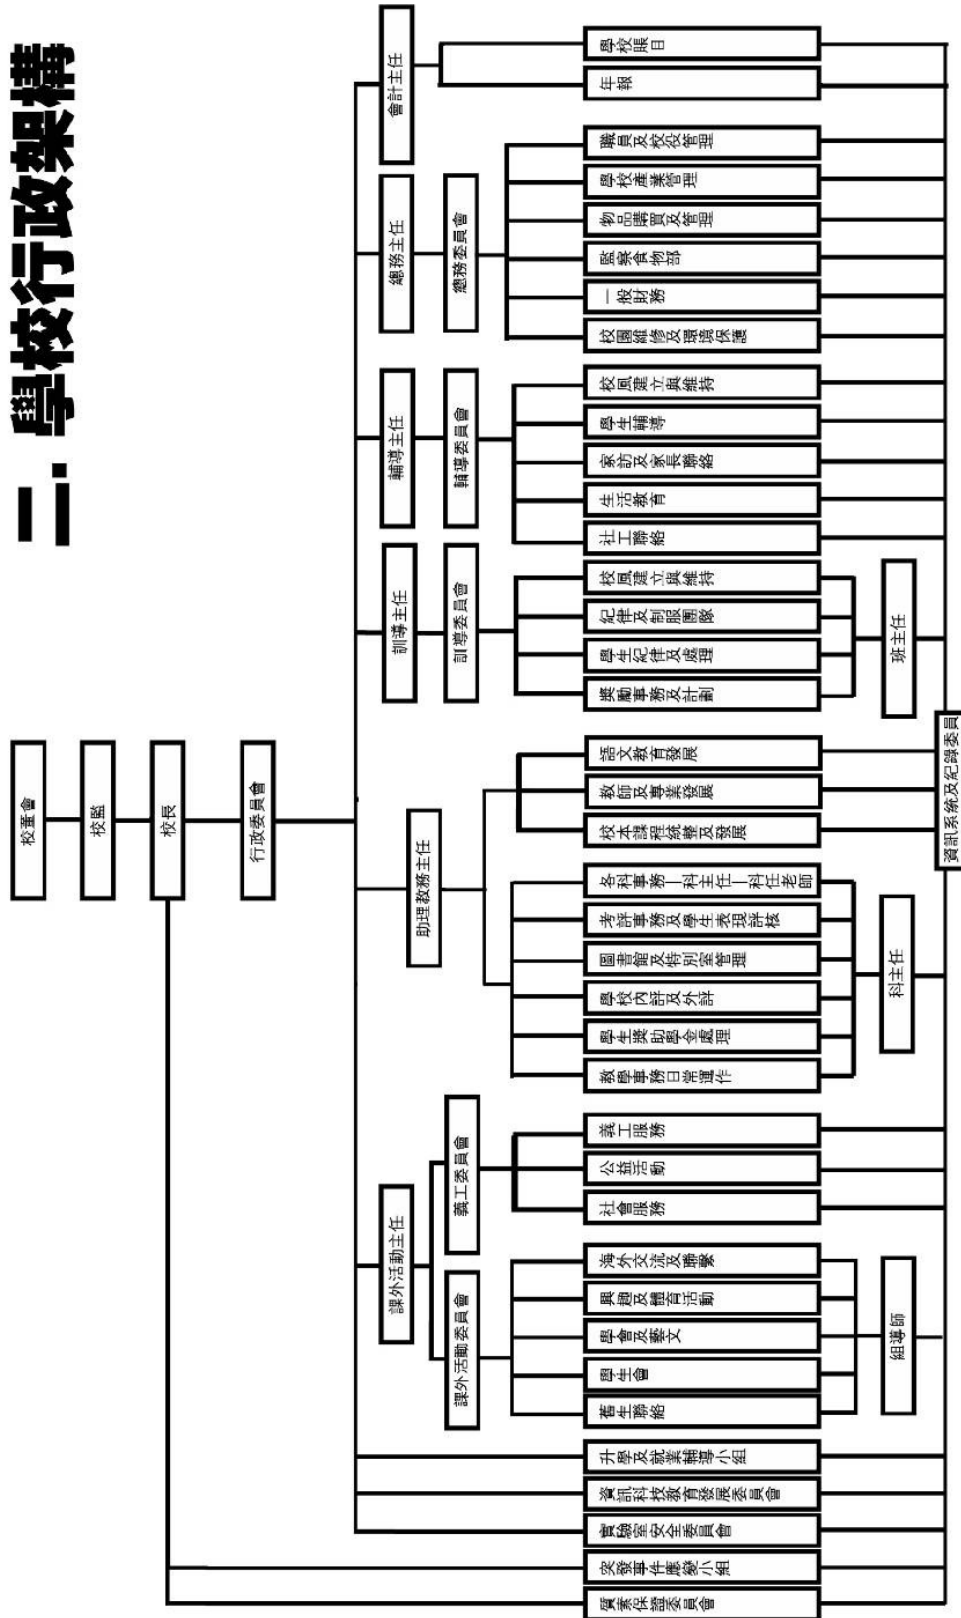 二. 學校行政架構
校董會
校監
校長
行政委員會
課外活動主任
助理教務主任
訓導主任
輔導主任
總務主任
會計主任
課外活動委員會
義工委員會
訓導委員會
輔導委員會
總務委員會
質素保證委員會
突發事件應變小組
實驗室安全委員會
資訊科技教育發展委員會
升學及就業輔導小組
舊生聯絡
學生會
學會及藝文
興趣及體育活動
海外交流及聯繫
社會服務
公益活動
義工服務
教學事務日常運作
學生獎助學金處理
學校內評及外評
圖書館及特別室管理
考評事務及學生表現評核
各科事務—科主任—科任老師
校本課程統整及發展
教師及專業發展
語文教育發展
獎勵事務及計劃
學生紀律及處理
紀律及制服團隊
校風建立與維持
社工聯絡
生活教育
家訪及家長聯絡
學生輔導
校風建立與維持
校園維修及環境保護
一般財務
監察食物部
物品購買及管理
學校產業管理
職員及校役管理
年報
學校賬目
組導師
科主任
班主任
資訊系統及紀錄委員